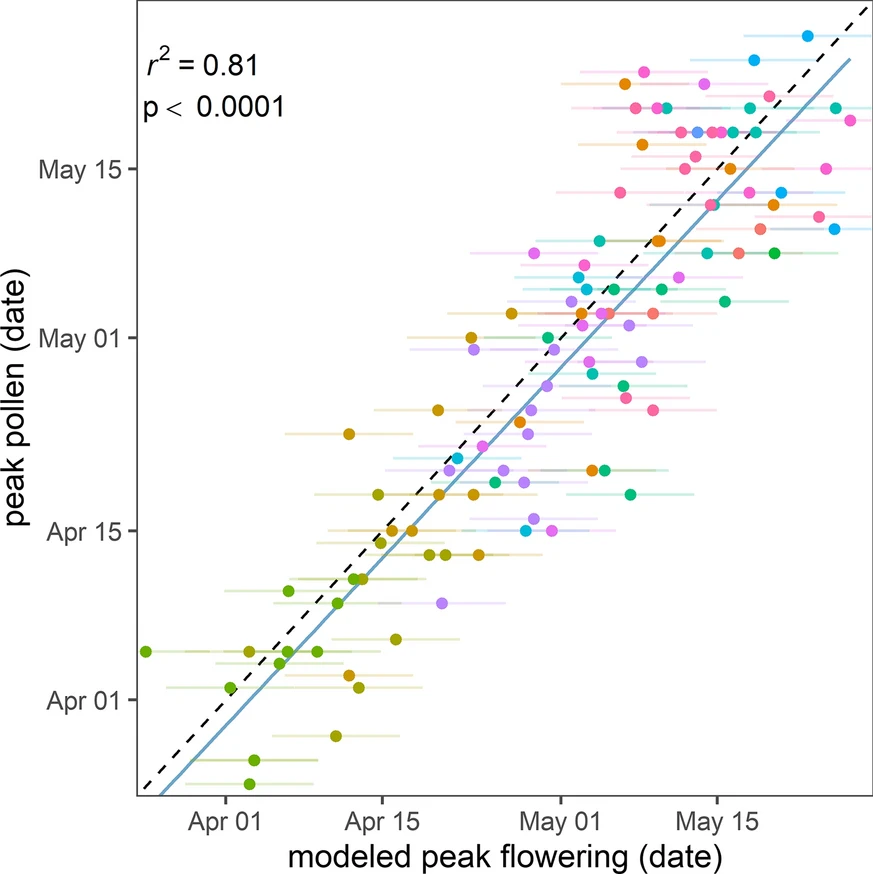 r² = 0.81
p < 0.0001
peak pollen (date)
May 15
May 01
Apr 15
Apr 01
Apr 01 Apr 15 May 01 May 15
modeled peak flowering (date)